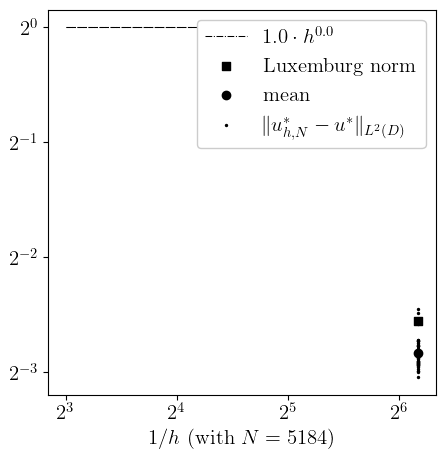 2^0
2^{-1}
2^{-2}
2^{-3}
1.0 · h^{0.0}
Luxemburg norm
mean
‖u^*_{h,N} − u^*‖_{L^2(D)}
2^3 2^4 2^5 2^6
1/h (with N = 5184)